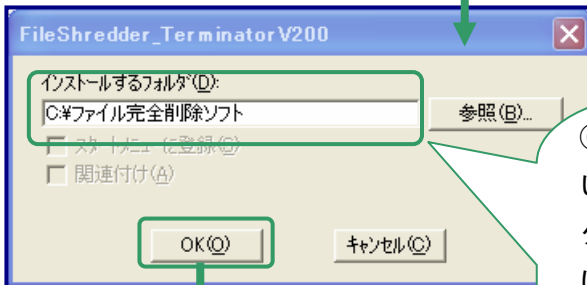 FileShredder_TerminatorV200
インストールするフォルダ(D):
C:¥ファイル完全削除ソフト
参照(B)...
スタートメニューに登録(S)
関連付け(A)
OK(O)
キャンセル(C)
い